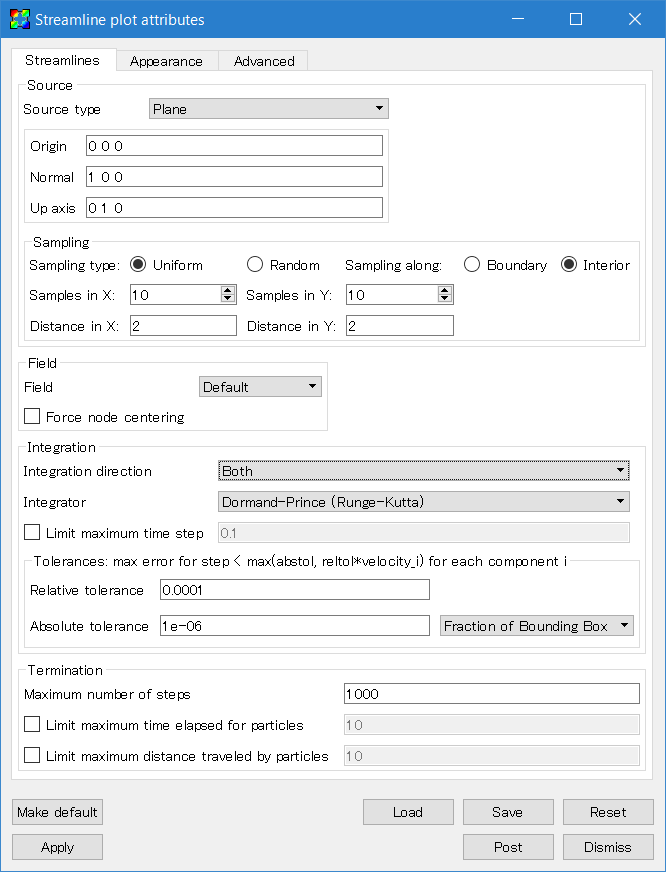 Streamline plot attributes
Streamlines Appearance Advanced
Source
Source type Plane
Origin 0 0 0
Normal 1 0 0
Up axis 0 1 0
Sampling
Sampling type: Uniform Random Sampling along: Boundary Interior
Samples in X: 10 Samples in Y: 10
Distance in X: 2 Distance in Y: 2
Field
Field Default
Force node centering
Integration
Integration direction Both
Integrator Dormand-Prince (Runge-Kutta)
Limit maximum time step 0.1
Tolerances: max error for step < max(abstol, reltol*velocity_i) for each component i
Relative tolerance 0.0001
Absolute tolerance 1e-06 Fraction of Bounding Box
Termination
Maximum number of steps 1000
Limit maximum time elapsed for particles 10
Limit maximum distance traveled by particles 10
Make default Load Save Reset
Apply Post Dismiss